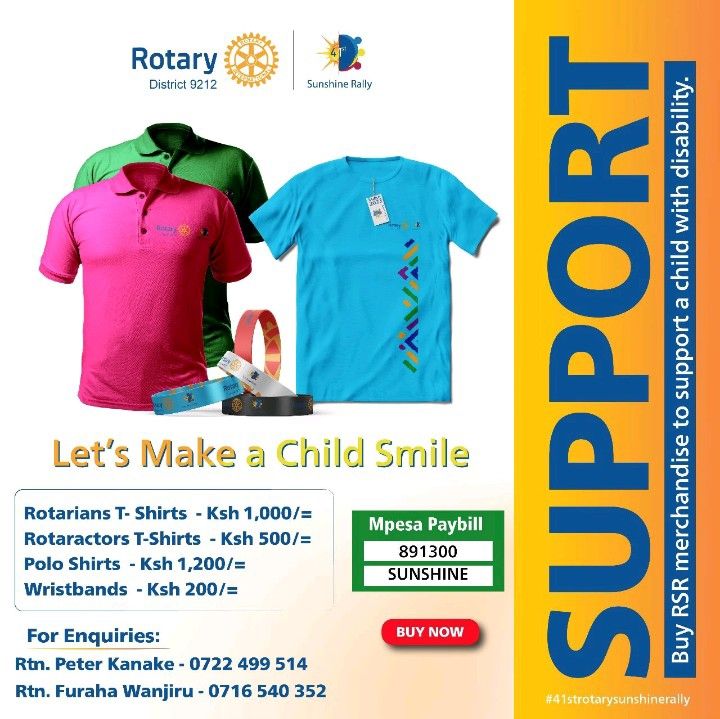 Rotary
District 9212
41ST
Sunshine Rally
Rotary
Rotary
Rotary
Let's Make a Child Smile
Rotarians T- Shirts - Ksh 1,000/=
Rotaractors T-Shirts - Ksh 500/=
Polo Shirts - Ksh 1,200/=
Wristbands - Ksh 200/=
Mpesa Paybill
891300
SUNSHINE
BUY NOW
For Enquiries:
Rtn. Peter Kanake - 0722 499 514
Rtn. Furaha Wanjiru - 0716 540 352
SUPPORT
Buy RSR merchandise to support a child with disability.
#41strotarysunshinerally